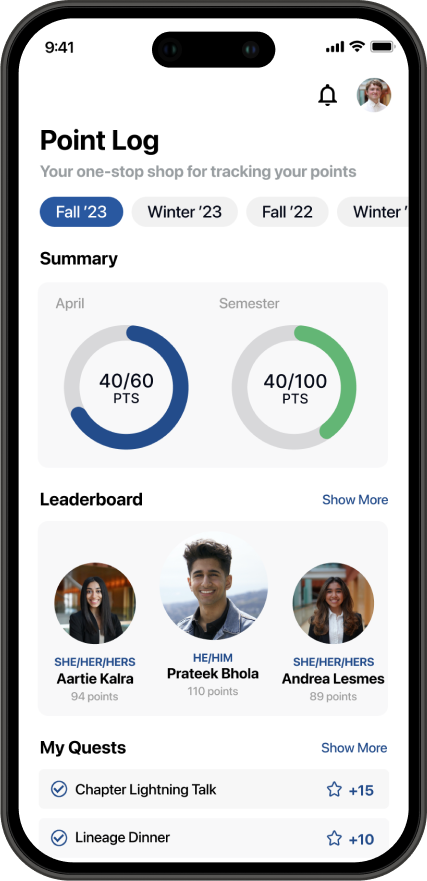 9:41
Point Log
Your one-stop shop for tracking your points
Fall ’23 Winter ’23 Fall ’22 Winter ’
Summary
April Semester
40/60 40/100
PTS PTS
Leaderboard Show More
SHE/HER/HERS HE/HIM SHE/HER/HERS
Aartie Kalra Prateek Bhola Andrea Lesmes
94 points 110 points 89 points
My Quests Show More
Chapter Lightning Talk +15
Lineage Dinner +10